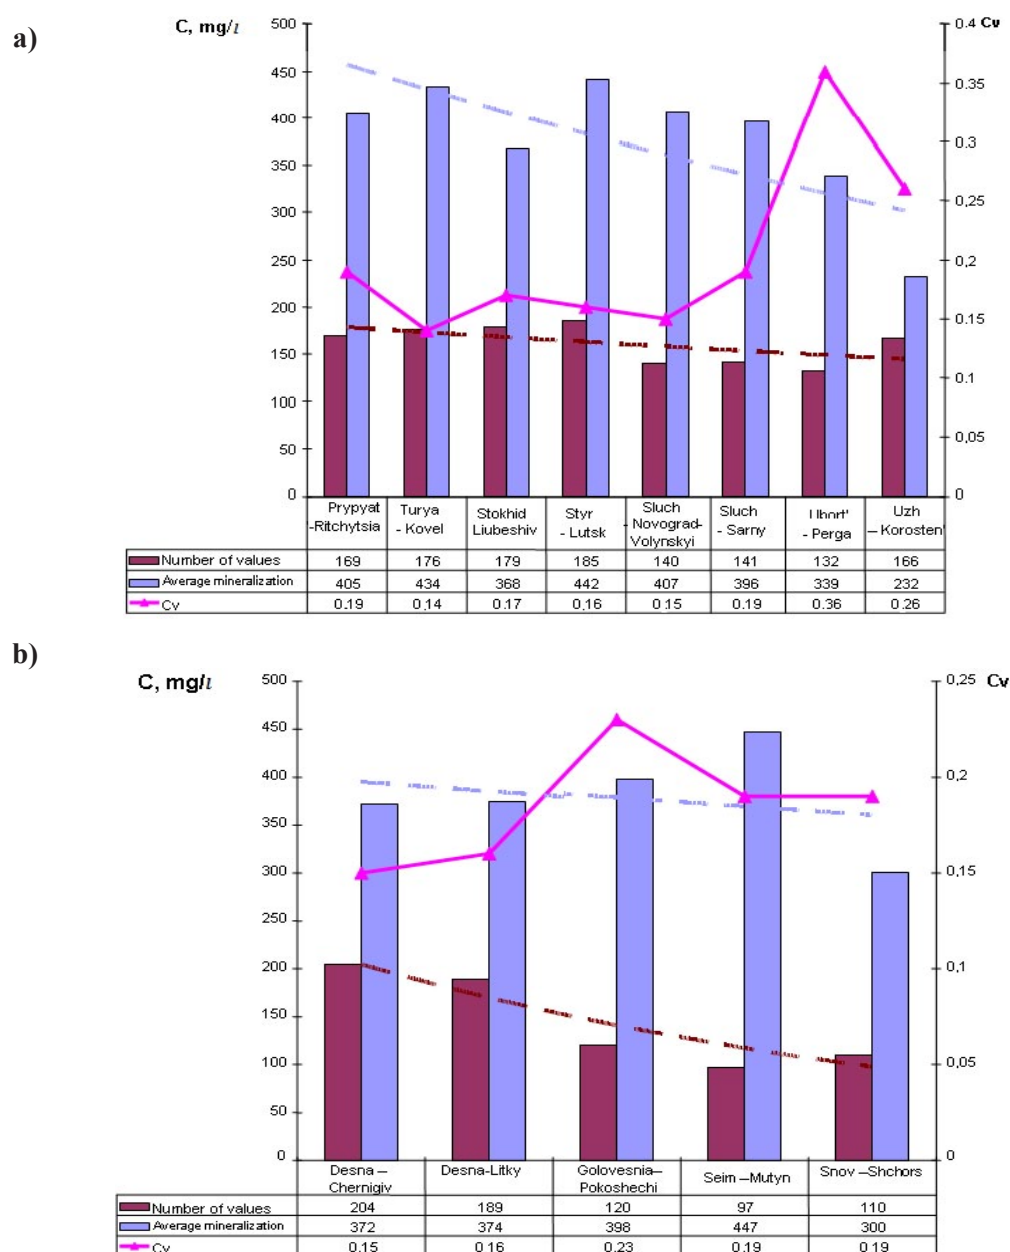 a)
C, mg/l
0.4 Cv
500
450
400
350
300
250
200
150
100
50
0
0.35
0.3
0,25
0,2
0.15
0.1
0,05
0
Prypyat -Ritchytsia
Turya - Kovel
Stokhid Liubeshiv
Styr - Lutsk
Sluch - Novograd-Volynskyi
Sluch - Sarny
Ubort' - Perga
Uzh – Korosten'
Number of values 169 176 179 185 140 141 132 166
Average mineralization 405 434 368 442 407 396 339 232
Cv 0.19 0.14 0.17 0,16 0.15 0.19 0.36 0.26
b)
C, mg/l
0,25 Cv
500
450
400
350
300
250
200
150
100
50
0
0,2
0,15
0,1
0,05
0
Desna – Chernigiv
Desna-Litky
Golovesnia– Pokoshechi
Seim –Mutyn
Snov –Shchors
Number of values 204 189 120 97 110
Average mineralization 372 374 398 447 300
Cv 0.15 0.16 0.23 0.19 0.19